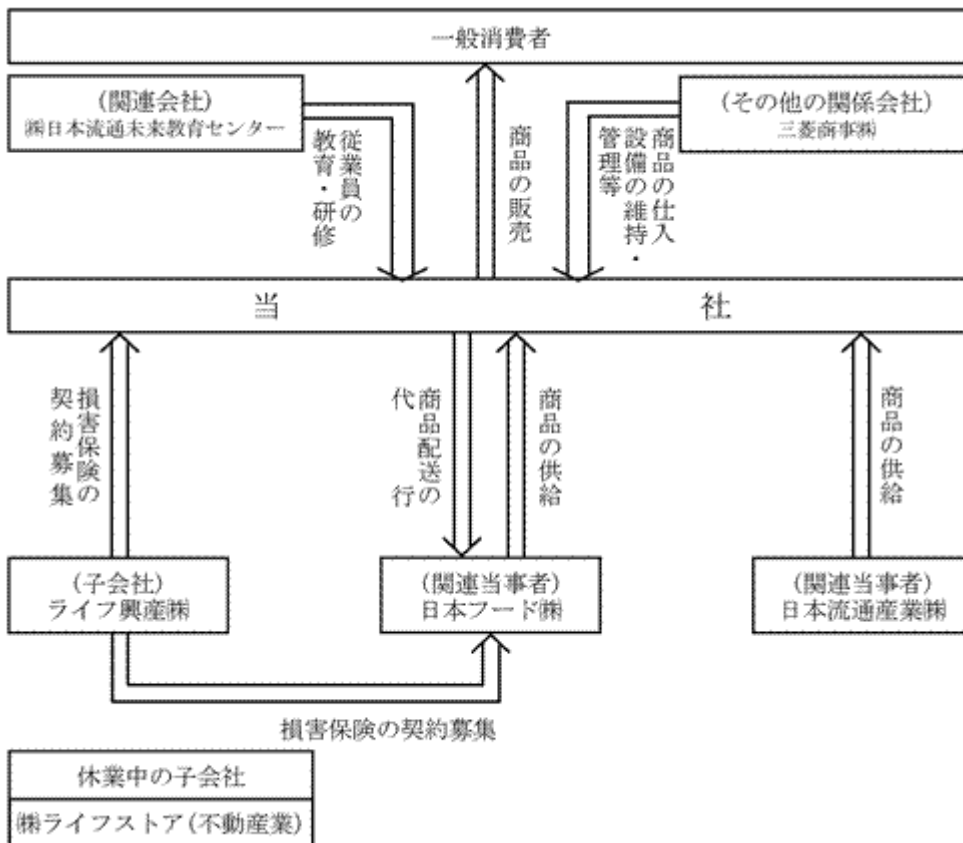 一般消費者
(関連会社)
㈱日本流通未来教育センター
(その他の関係会社)
三菱商事㈱
従業員の
教育・研修
商品の販売
商品の仕入
設備の維持・
管理等
当社
損害保険の
契約募集
商品配送の
代行
商品の供給
商品の供給
(子会社)
ライフ興産㈱
(関連当事者)
日本フード㈱
(関連当事者)
日本流通産業㈱
損害保険の契約募集
休業中の子会社
㈱ライフストア(不動産業)